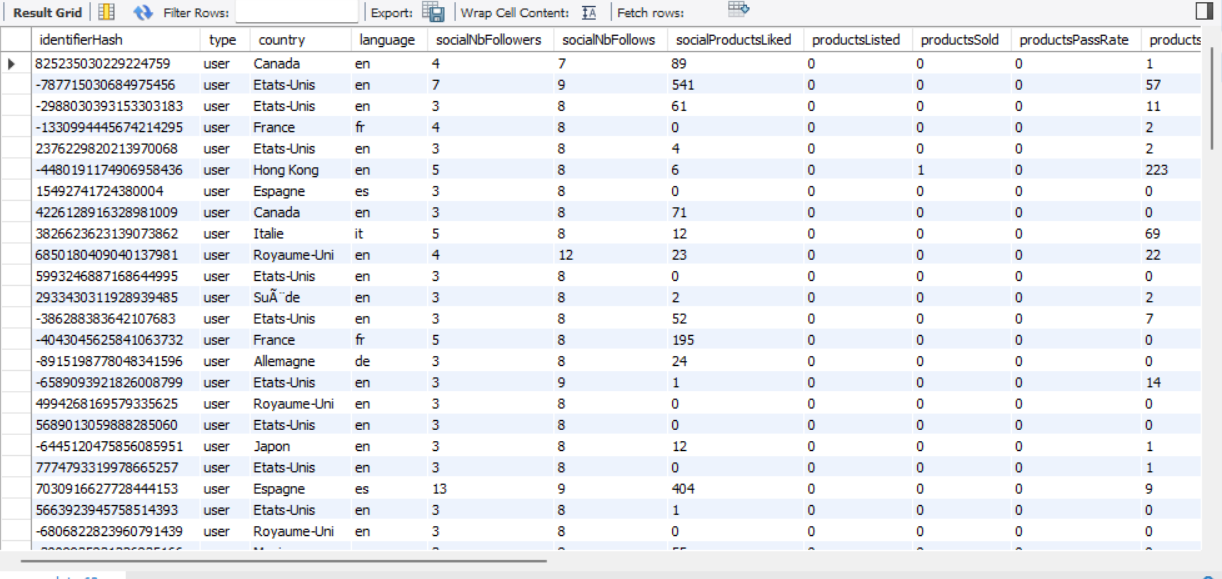 Result Grid Filter Rows: Export: Wrap Cell Content: Fetch rows:
identifierHash type country language socialNbFollowers socialNbFollows socialProductsLiked productsListed productsSold productsPassRate products
825235030229224759 user Canada en 4 7 89 0 0 0 1
-787715030684975456 user Etats-Unis en 7 9 541 0 0 0 57
-2988030393153303183 user Etats-Unis en 3 8 61 0 0 0 11
-1330994445674214295 user France fr 4 8 0 0 0 0 2
2376229820213970068 user Etats-Unis en 3 8 4 0 0 0 2
-4480191174906958436 user Hong Kong en 5 8 6 0 1 0 223
15492741724380004 user Espagne es 3 8 0 0 0 0 0
4226128916328981009 user Canada en 3 8 71 0 0 0 0
3826623623139073862 user Italie it 5 8 12 0 0 0 69
6850180409040137981 user Royaume-Uni en 4 12 23 0 0 0 22
5993246887168644995 user Etats-Unis en 3 8 0 0 0 0 0
2933430311928939485 user SuÃ¨de en 3 8 2 0 0 0 2
-386288383642107683 user Etats-Unis en 3 8 52 0 0 0 7
-4043045625841063732 user France fr 5 8 195 0 0 0 0
-8915198778048341596 user Allemagne de 3 8 24 0 0 0 0
-6589093921826008799 user Etats-Unis en 3 9 1 0 0 0 14
4994268169579335625 user Royaume-Uni en 3 8 0 0 0 0 0
5689013059888285060 user Etats-Unis en 3 8 0 0 0 0 0
-6445120475856085951 user Japon en 3 8 12 0 0 0 1
7774793319978665257 user Etats-Unis en 3 8 0 0 0 0 1
7030916627728444153 user Espagne es 13 9 404 0 0 0 9
5663923945758514393 user Etats-Unis en 3 8 1 0 0 0 0
-6806822823960791439 user Royaume-Uni en 3 8 0 0 0 0 0